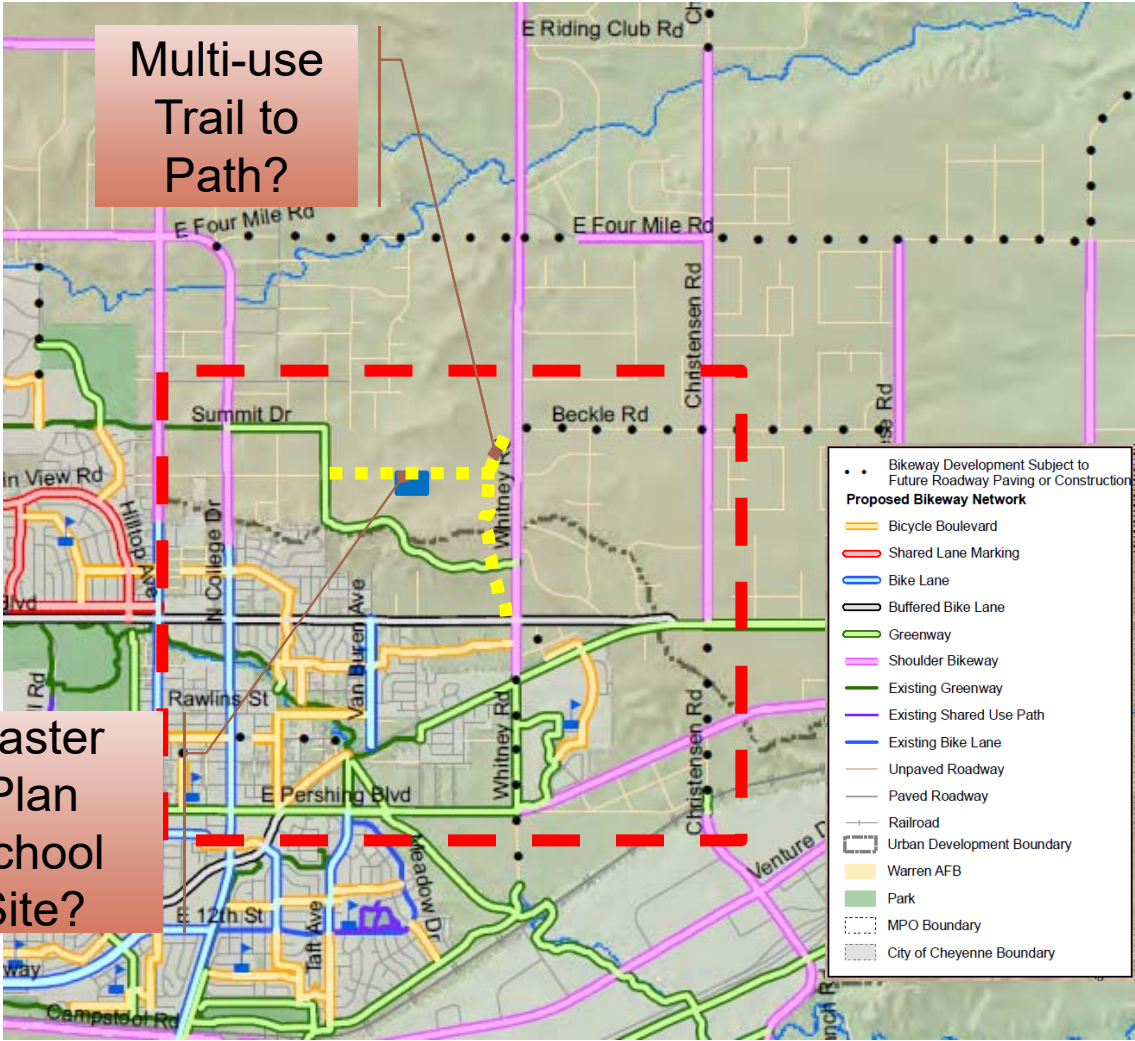 E Riding Club Rd
Ch
Multi-use
Trail to
Path?
E Four Mile Rd
E Four Mile Rd
Christensen Rd
Summit Dr
Beckle Rd
ese Rd
in View Rd
Whitney R
Hilltop Ave
N College Dr
Blvd
Van Buren Ave
Rawlins St
ll Rd
aster
Plan
chool
Site?
Whitney Rd
Christensen Rd
E Pershing Blvd
Meadow Dr
Venture D
E 12th St
Taft Ave
way
Campstool Rd
anch R
Bikeway Development Subject to
Future Roadway Paving or Construction
Proposed Bikeway Network
Bicycle Boulevard
Shared Lane Marking
Bike Lane
Buffered Bike Lane
Greenway
Shoulder Bikeway
Existing Greenway
Existing Shared Use Path
Existing Bike Lane
Unpaved Roadway
Paved Roadway
Railroad
Urban Development Boundary
Warren AFB
Park
MPO Boundary
City of Cheyenne Boundary